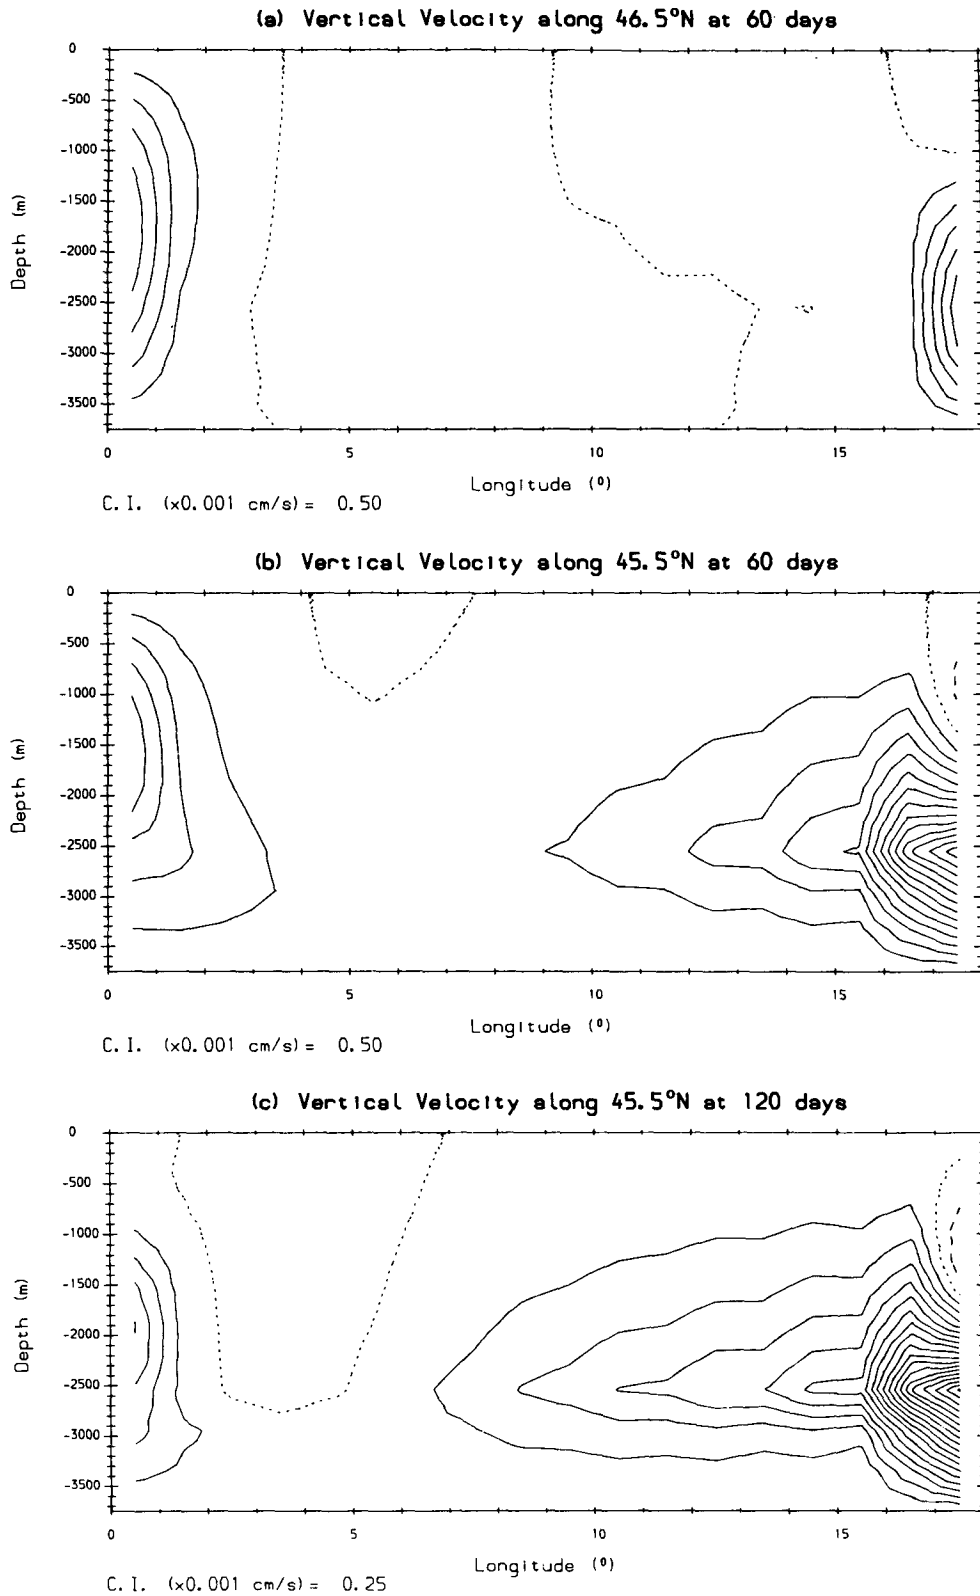 (a) Vertical Velocity along 46.5°N at 60 days
0
-500
-1000
-1500
-2000
-2500
-3000
-3500
Depth (m)
0 5 10 15
Longitude (°)
C.I. (×0.001 cm/s) = 0.50
(b) Vertical Velocity along 45.5°N at 60 days
0
-500
-1000
-1500
-2000
-2500
-3000
-3500
Depth (m)
0 5 10 15
Longitude (°)
C.I. (×0.001 cm/s) = 0.50
(c) Vertical Velocity along 45.5°N at 120 days
0
-500
-1000
-1500
-2000
-2500
-3000
-3500
Depth (m)
0 5 10 15
Longitude (°)
C.I. (×0.001 cm/s) = 0.25